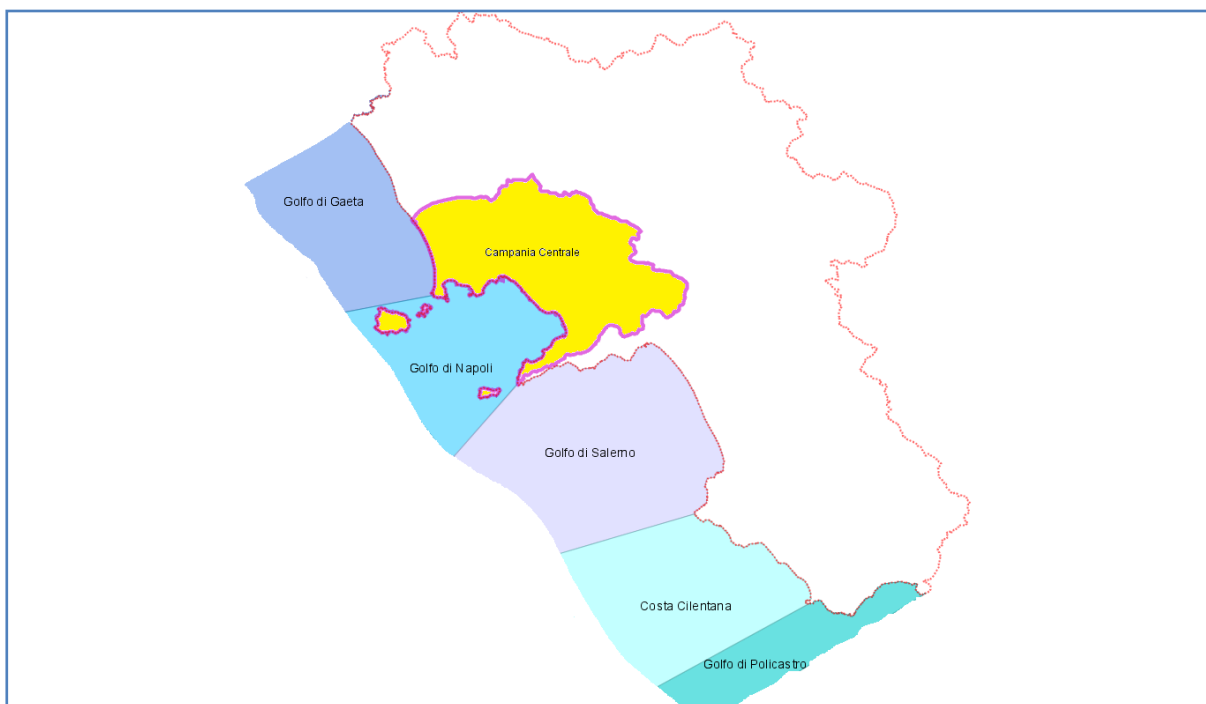 Golfo di Gaeta
Campania Centrale
Golfo di Napoli
Golfo di Salerno
Costa Cilentana
Golfo di Policastro